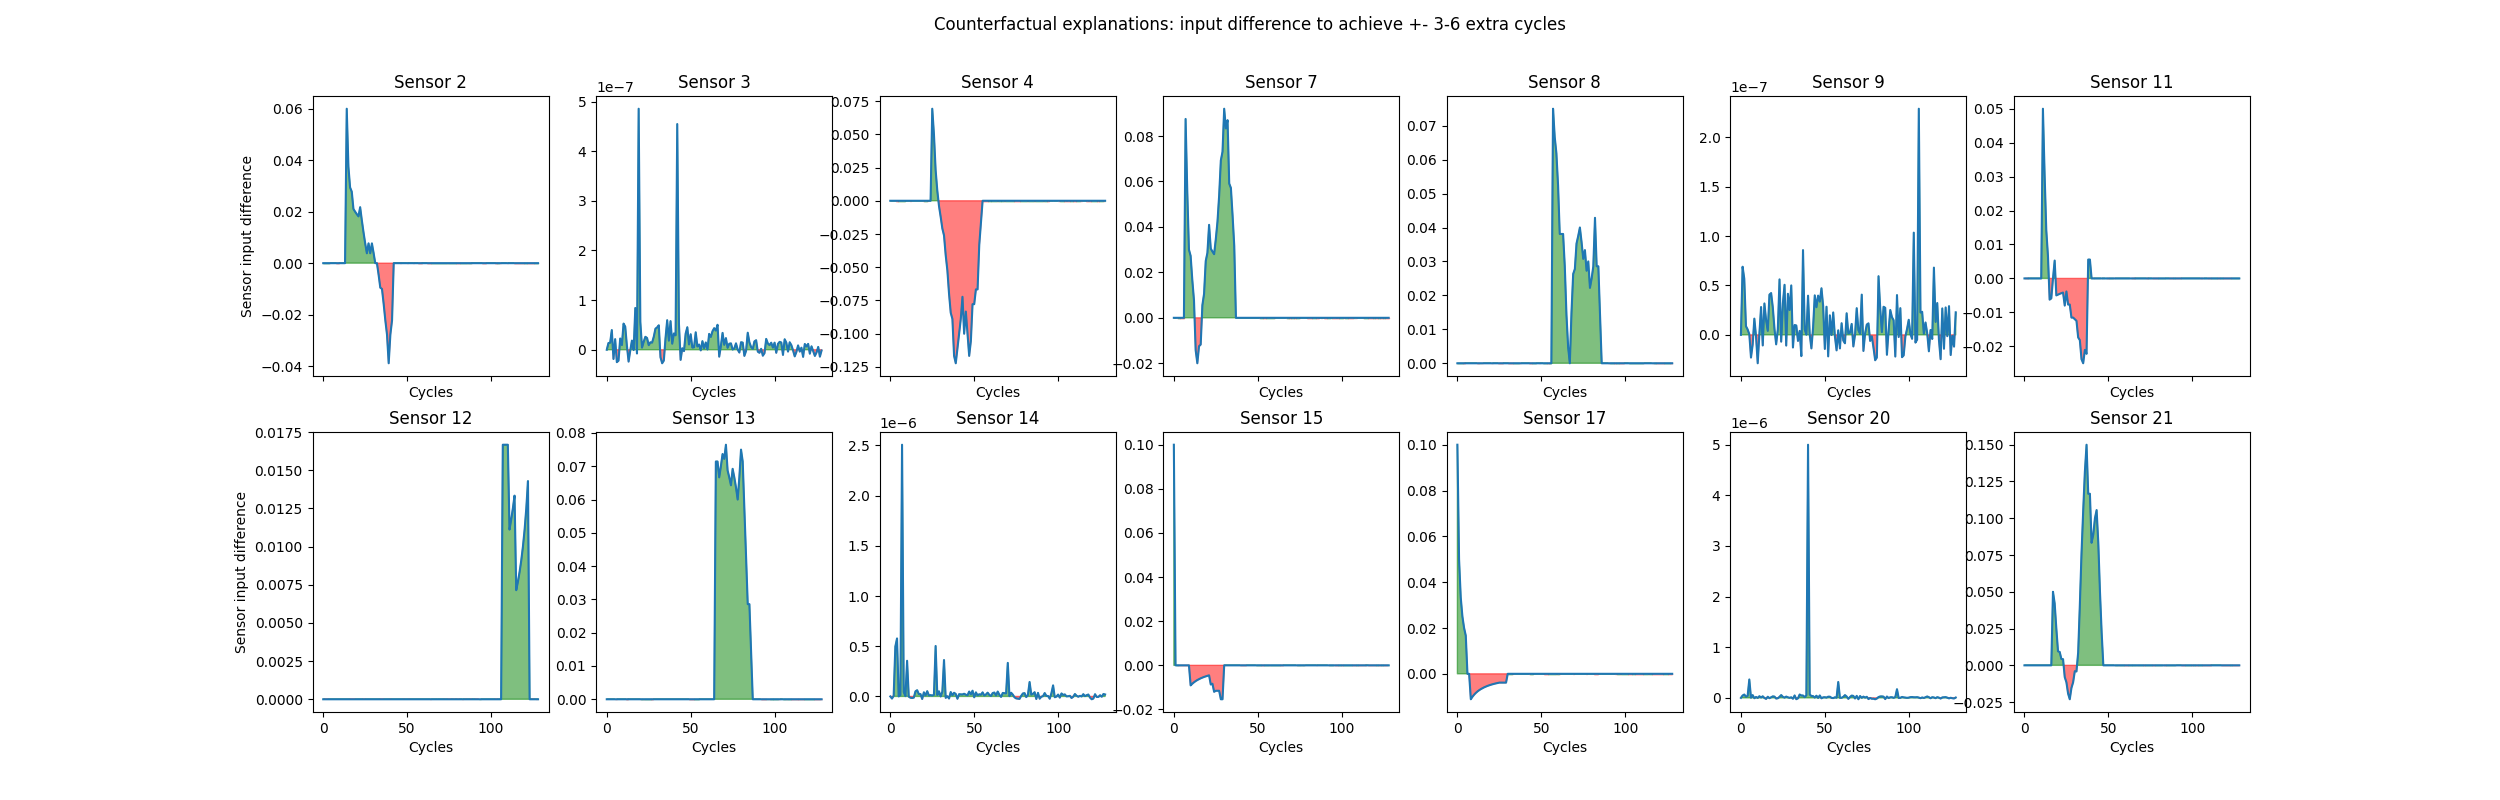 Counterfactual explanations: input difference to achieve +- 3-6 extra cycles
Sensor 2
Sensor input difference
0.06
0.04
0.02
0.00
−0.02
−0.04
Cycles
Sensor 3
1e−7
5
4
3
2
1
0
Cycles
Sensor 4
0.075
0.050
0.025
0.000
−0.025
−0.050
−0.075
−0.100
−0.125
Cycles
Sensor 7
0.08
0.06
0.04
0.02
0.00
−0.02
Cycles
Sensor 8
0.07
0.06
0.05
0.04
0.03
0.02
0.01
0.00
Cycles
Sensor 9
1e−7
2.0
1.5
1.0
0.5
0.0
Cycles
Sensor 11
0.05
0.04
0.03
0.02
0.01
0.00
−0.01
−0.02
Cycles
Sensor 12
Sensor input difference
0.0175
0.0150
0.0125
0.0100
0.0075
0.0050
0.0025
0.0000
0 50 100
Cycles
Sensor 13
0.08
0.07
0.06
0.05
0.04
0.03
0.02
0.01
0.00
0 50 100
Cycles
Sensor 14
1e−6
2.5
2.0
1.5
1.0
0.5
0.0
0 50 100
Cycles
Sensor 15
0.10
0.08
0.06
0.04
0.02
0.00
−0.02
0 50 100
Cycles
Sensor 17
0.10
0.08
0.06
0.04
0.02
0.00
0 50 100
Cycles
Sensor 20
1e−6
5
4
3
2
1
0
0 50 100
Cycles
Sensor 21
0.150
0.125
0.100
0.075
0.050
0.025
0.000
−0.025
0 50 100
Cycles